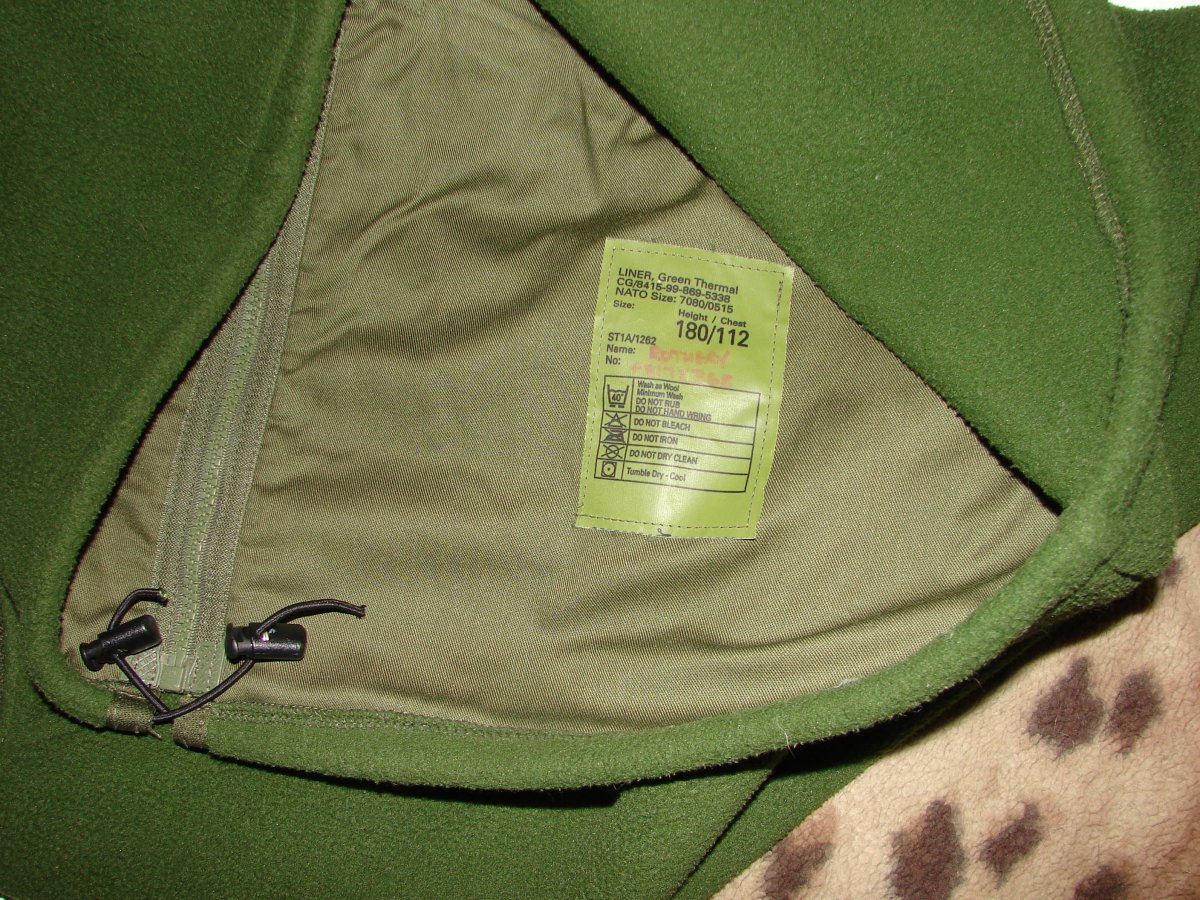 LINER, Green Thermal
CG/8415-99-869-5338
NATO Size: 7080/0515
Size:
Height / Chest
180/112
ST1A/1262
Name:
No:
40°
Wash as Wool
Minimum Wash
DO NOT RUB
DO NOT HAND WRING
DO NOT BLEACH
DO NOT IRON
DO NOT DRY CLEAN
Tumble Dry - Cool